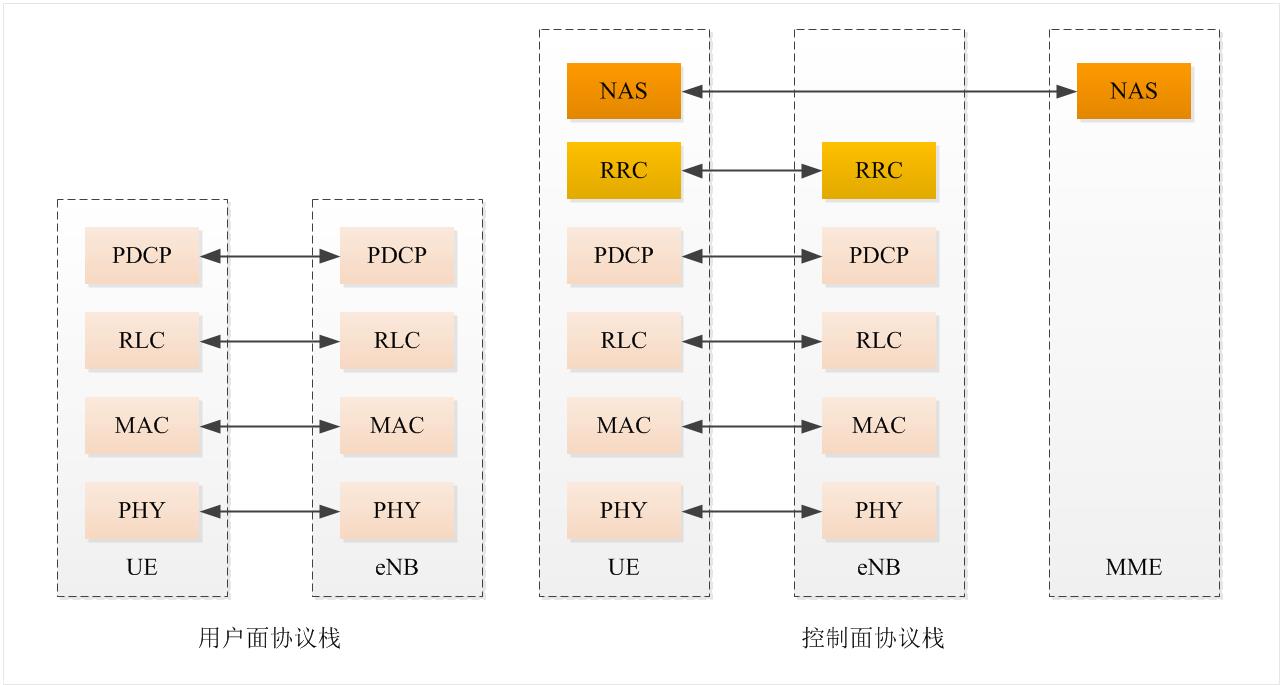 NAS NAS
RRC RRC
PDCP PDCP PDCP PDCP
RLC RLC RLC RLC
MAC MAC MAC MAC
PHY PHY PHY PHY
UE eNB UE eNB MME
用户面协议栈 控制面协议栈